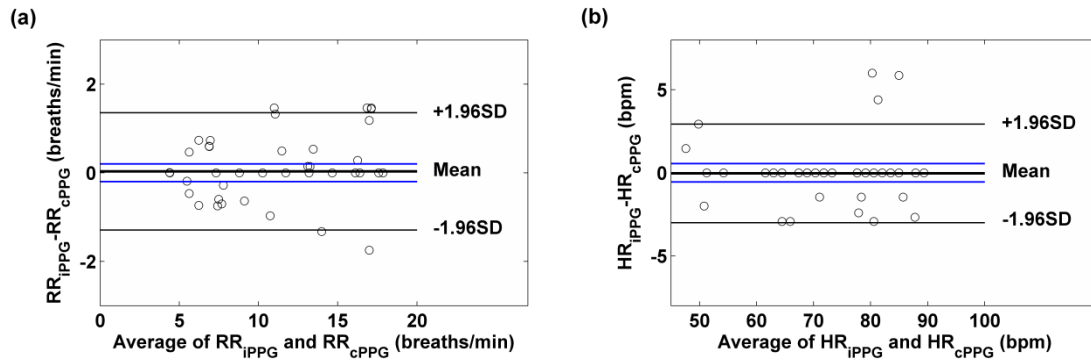 (a)
RR_iPPG-RR_cPPG (breaths/min)
2
0
-2
+1.96SD
Mean
-1.96SD
0 5 10 15 20
Average of RR_iPPG and RR_cPPG (breaths/min)
(b)
HR_iPPG-HR_cPPG (bpm)
5
0
-5
+1.96SD
Mean
-1.96SD
50 60 70 80 90 100
Average of HR_iPPG and HR_cPPG (bpm)